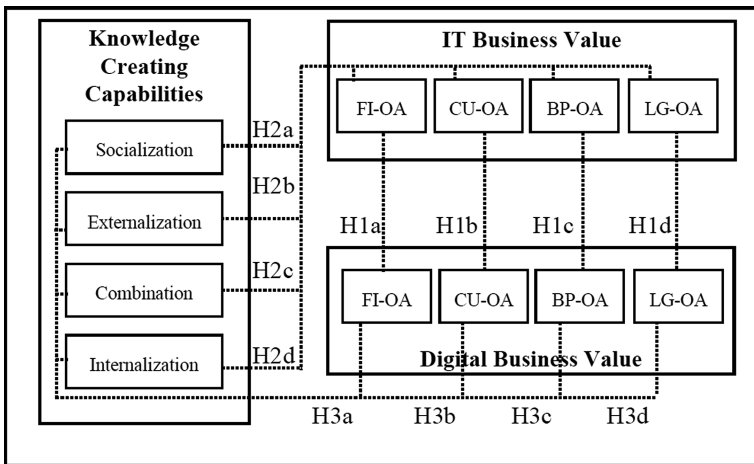 Knowledge
Creating
Capabilities
Socialization
Externalization
Combination
Internalization
H2a
H2b
H2c
H2d
IT Business Value
FI-OA CU-OA BP-OA LG-OA
H1a H1b H1c H1d
FI-OA CU-OA BP-OA LG-OA
Digital Business Value
H3a H3b H3c H3d